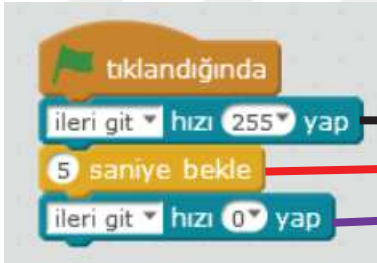 tıklandığında
ileri git hızı 255 yap
5 saniye bekle
ileri git hızı 0 yap